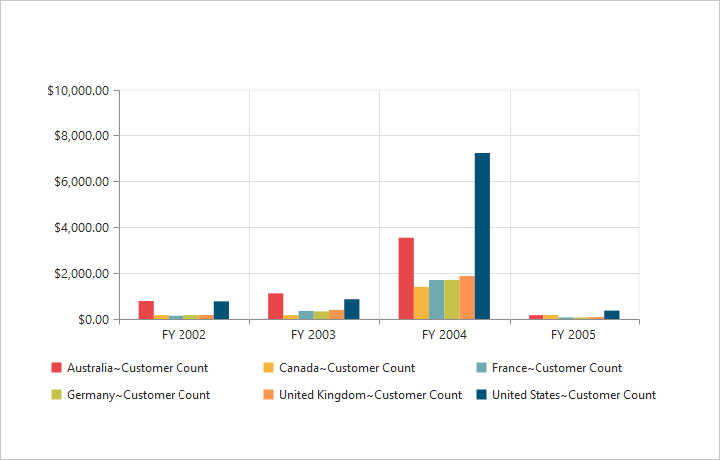 $10,000.00
$8,000.00
$6,000.00
$4,000.00
$2,000.00
$0.00
FY 2002 FY 2003 FY 2004 FY 2005
Australia~Customer Count Canada~Customer Count France~Customer Count
Germany~Customer Count United Kingdom~Customer Count United States~Customer Count